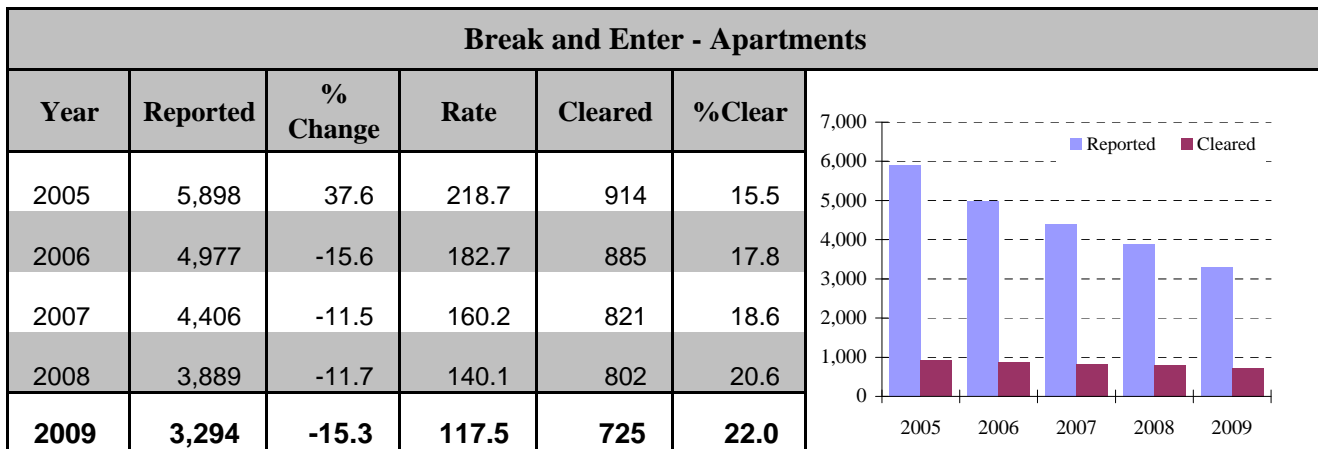 Break and Enter - Apartments
Year Reported % Change Rate Cleared %Clear
2005 5,898 37.6 218.7 914 15.5
2006 4,977 -15.6 182.7 885 17.8
2007 4,406 -11.5 160.2 821 18.6
2008 3,889 -11.7 140.1 802 20.6
2009 3,294 -15.3 117.5 725 22.0
Reported Cleared
7,000
6,000
5,000
4,000
3,000
2,000
1,000
0
2005 2006 2007 2008 2009